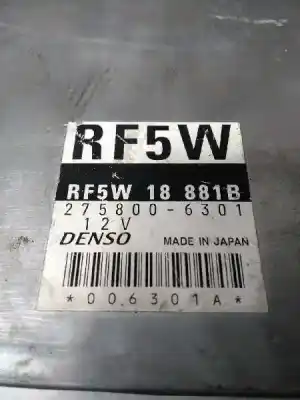 RF5W
RF5W 18 881B
275800-6301
12V
DENSO MADE IN JAPAN
*006301A*